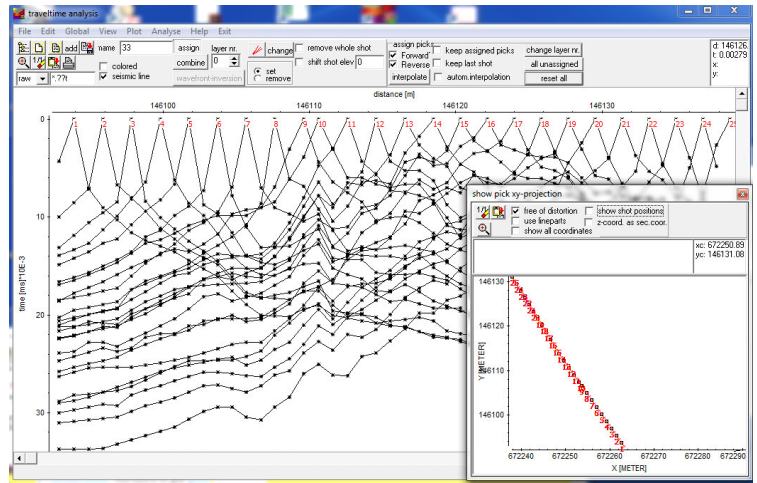 traveltime analysis
File Edit Global View Plot Analyse Help Exit
add name 33 assign layer nr. change remove whole shot assign picks keep assigned picks change layer nr. d: 146126.
colored combine 0 set shift shot elev 0 Forward keep last shot all unassigned t: 0.00279
raw *.??t seismic line wavefront-inversion remove Reverse interpolate autom.interpolation reset all x:
y:
distance [m]
146100 146110 146120 146130
0 1 2 3 4 5 6 7 8 9 10 11 12 13 14 15 16 17 18 19 20 21 22 23 24 25
10
20
30
time [ms]*10E-3
show pick xy-projection
free of distortion show shot positions
use lineparts z-coord. as sec.coor.
show all coordinates
xc: 672250.89
yc: 146131.08
146130
146120
146110
146100
Y [METER]
672240 672250 672260 672270 672280 672290
X [METER]